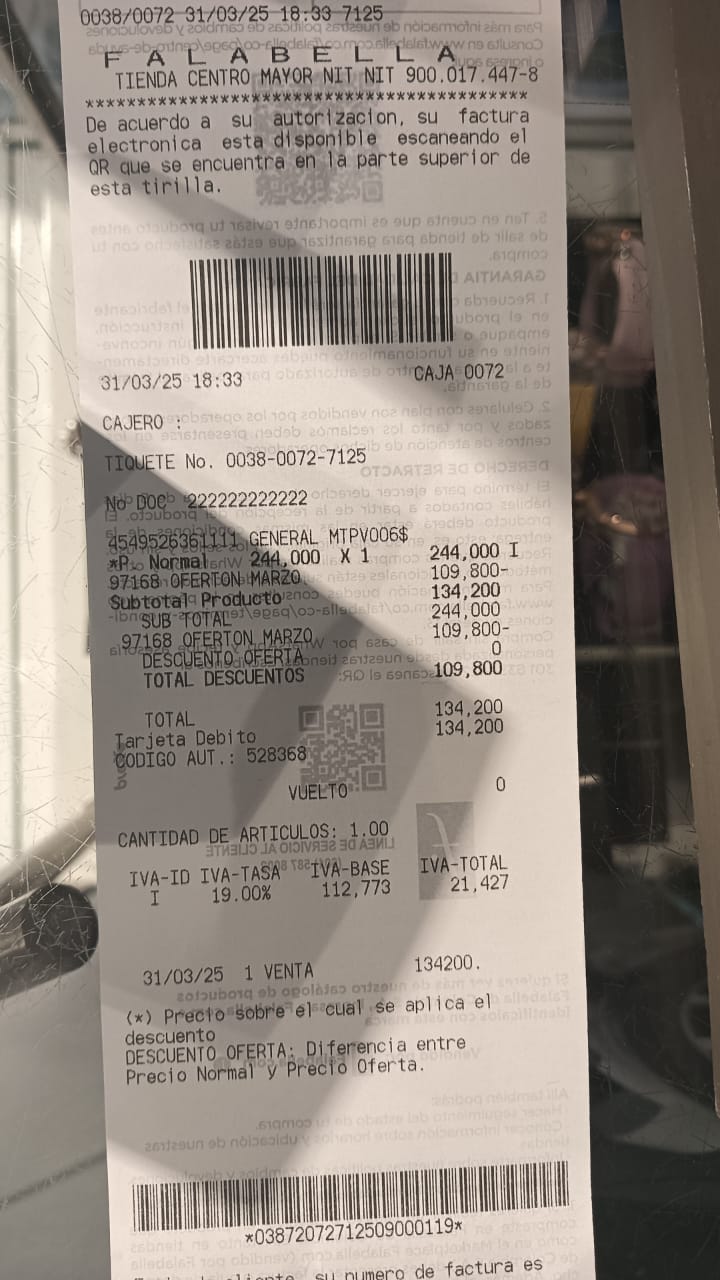 0038/0072 31/03/25 18:33 7125
F A L A B E L L A
TIENDA CENTRO MAYOR NIT NIT 900.017.447-8
******************************************
De acuerdo a su autorizacion, su factura
electronica esta disponible escaneando el
QR que se encuentra en la parte superior de
esta tirilla.
31/03/25 18:33 CAJA 0072
CAJERO :
TIQUETE No. 0038-0072-7125
No DOC 222222222222
4549526361111 GENERAL MTPV006$
*P. Normal 244,000 X 1 244,000 I
97168 OFERTON MARZO 109,800-
Subtotal Producto 134,200
SUB TOTAL 244,000
97168 OFERTON MARZO 109,800-
DESCUENTO OFERTA 0
TOTAL DESCUENTOS 109,800
TOTAL 134,200
Tarjeta Debito 134,200
CODIGO AUT.: 528368
VUELTO 0
CANTIDAD DE ARTICULOS: 1.00
IVA-ID IVA-TASA IVA-BASE IVA-TOTAL
I 19.00% 112,773 21,427
31/03/25 1 VENTA 134200.
(*) Precio sobre el cual se aplica el
descuento
DESCUENTO OFERTA: Diferencia entre
Precio Normal y Precio Oferta.
*03872072712509000119*
su numero de factura es